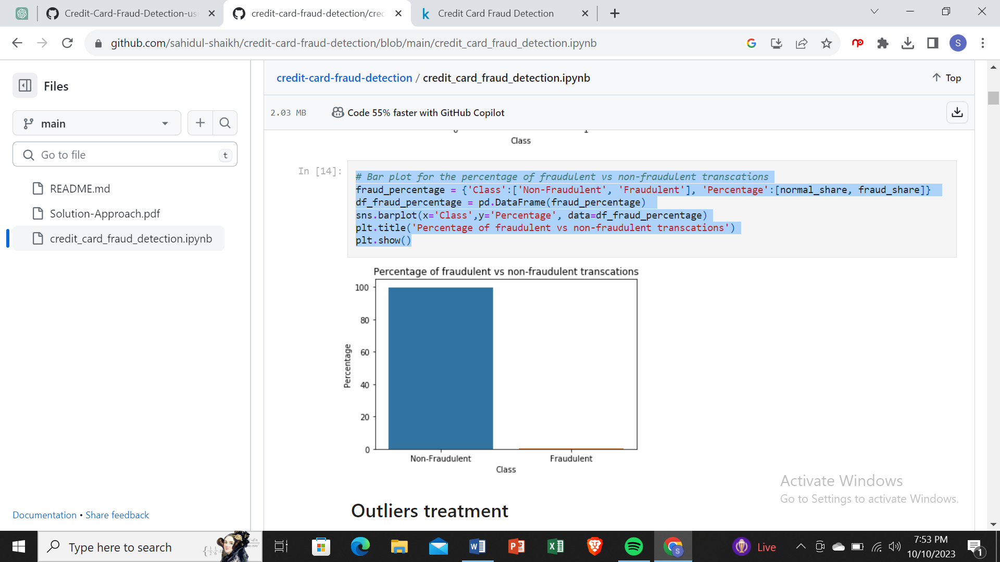 Credit-Card-Fraud-Detection-usi
credit-card-fraud-detection/cred
Credit Card Fraud Detection
github.com/sahidul-shaikh/credit-card-fraud-detection/blob/main/credit_card_fraud_detection.ipynb
S
Files
main
Go to file
t
README.md
Solution-Approach.pdf
credit_card_fraud_detection.ipynb
Documentation • Share feedback
credit-card-fraud-detection / credit_card_fraud_detection.ipynb
Top
2.03 MB
Code 55% faster with GitHub Copilot
0 1
Class
In [14]:
# Bar plot for the percentage of fraudulent vs non-fraudulent transcations
fraud_percentage = {'Class':['Non-Fraudulent', 'Fraudulent'], 'Percentage':[normal_share, fraud_share]}
df_fraud_percentage = pd.DataFrame(fraud_percentage)
sns.barplot(x='Class',y='Percentage', data=df_fraud_percentage)
plt.title('Percentage of fraudulent vs non-fraudulent transcations')
plt.show()
Percentage of fraudulent vs non-fraudulent transcations
100
80
60
40
20
0
Percentage
Non-Fraudulent Fraudulent
Class
Outliers treatment
Activate Windows
Go to Settings to activate Windows.
Type here to search
Live
7:53 PM
10/10/2023
1